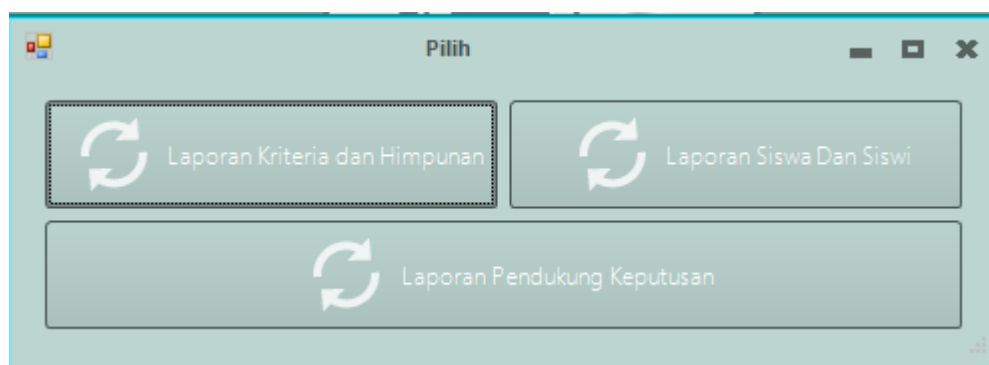 Pilih
Laporan Kriteria dan Himpunan
Laporan Siswa Dan Siswi
Laporan Pendukung Keputusan